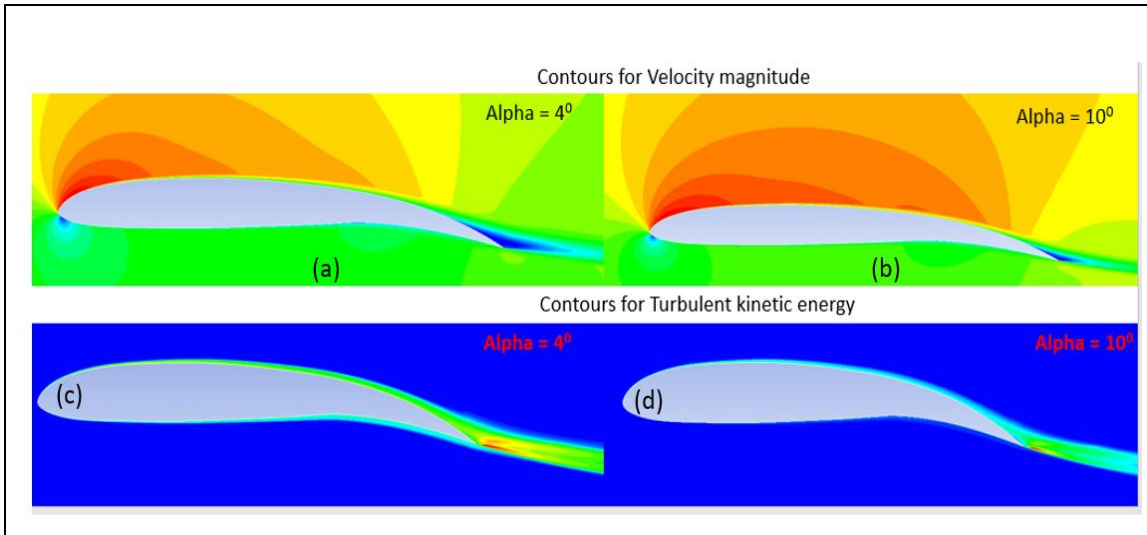 Contours for Velocity magnitude
Alpha = 4⁰
Alpha = 10⁰
(a)
(b)
Contours for Turbulent kinetic energy
Alpha = 4⁰
Alpha = 10⁰
(c)
(d)